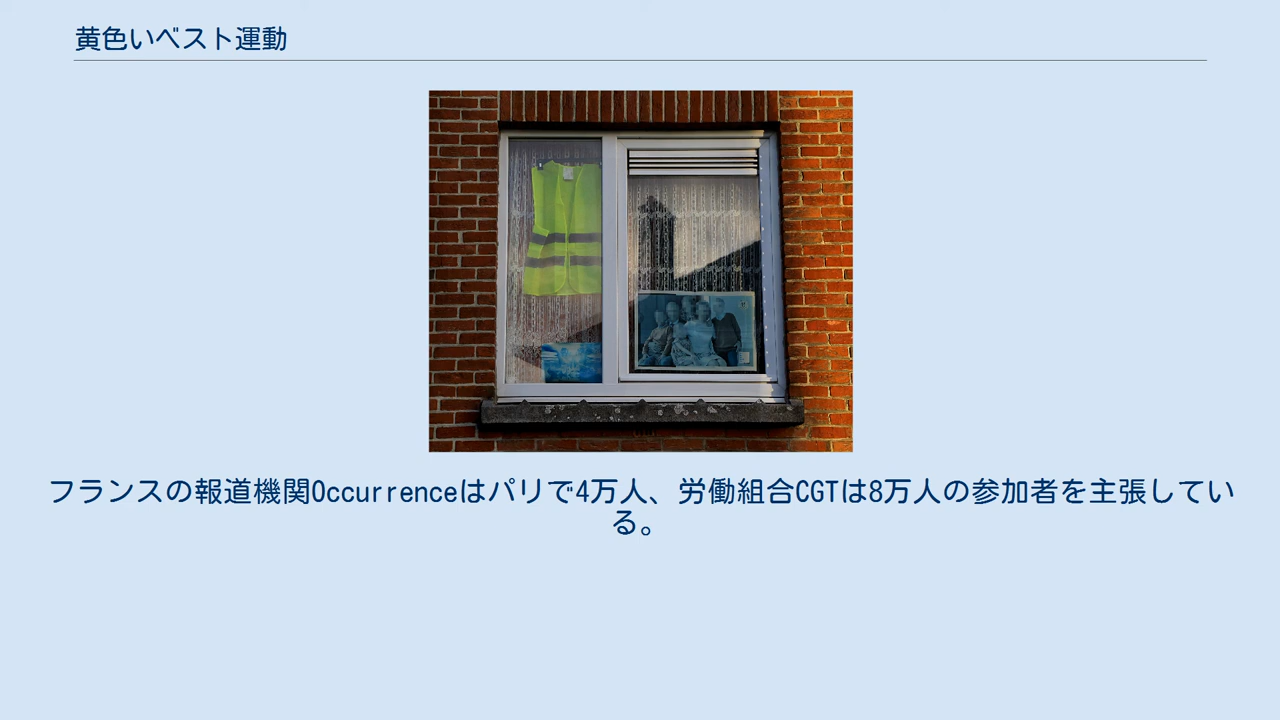 黄色いベスト運動
フランスの報道機関Occurrenceはパリで4万人、労働組合CGTは8万人の参加者を主張してい
る。